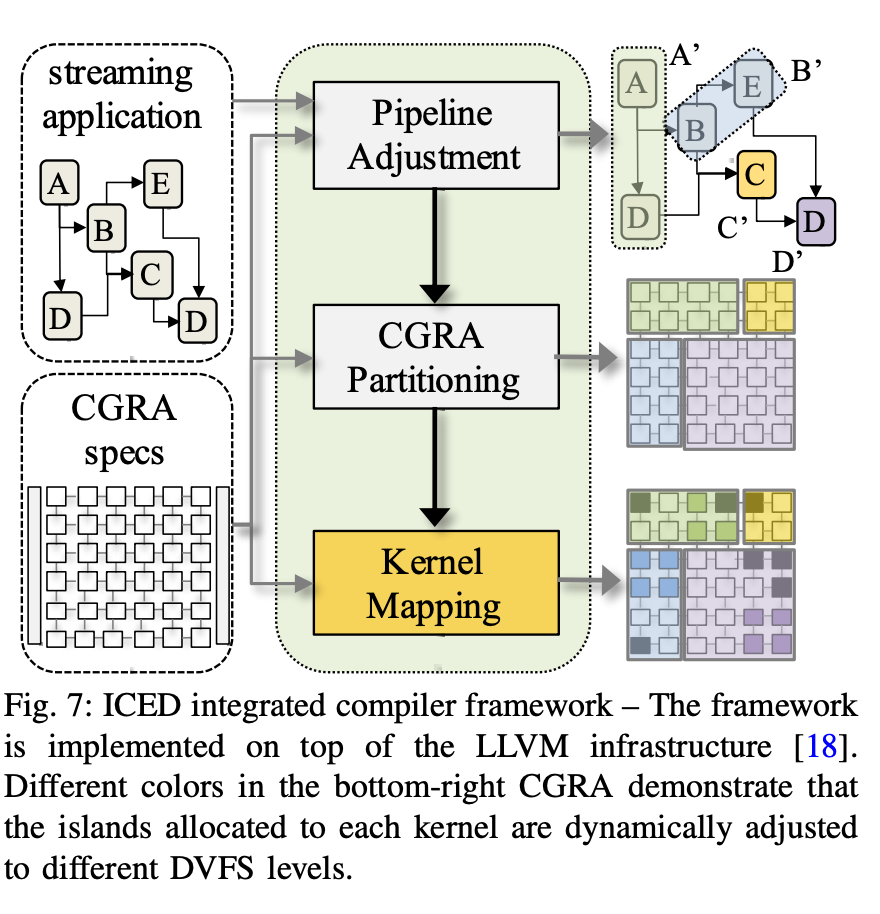 streaming
application
A
E
B
C
D
D
CGRA
specs
Pipeline
Adjustment
CGRA
Partitioning
Kernel
Mapping
A’
B’
A
E
B
C
D
C’
D
D’
Fig. 7: ICED integrated compiler framework – The framework
is implemented on top of the LLVM infrastructure [18].
Different colors in the bottom-right CGRA demonstrate that
the islands allocated to each kernel are dynamically adjusted
to different DVFS levels.